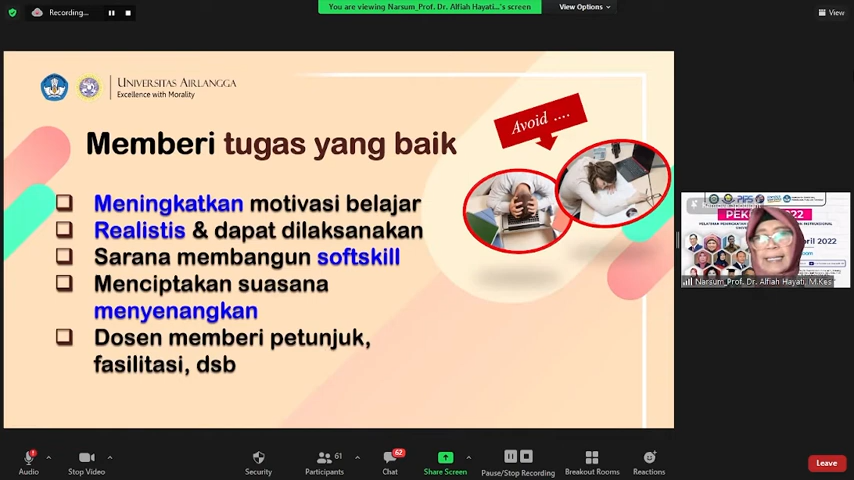 Recording...
You are viewing Narsum_Prof. Dr. Alfiah Hayati...'s screen
View Options
View
UNIVERSITAS AIRLANGGA
Excellence with Morality
Memberi tugas yang baik
Avoid ....
Meningkatkan motivasi belajar
Realistis & dapat dilaksanakan
Sarana membangun softskill
Menciptakan suasana
menyenangkan
Dosen memberi petunjuk,
fasilitasi, dsb
2022
2022
Narsum_Prof. Dr. Alfiah Hayati, M.Kes
Audio
Stop Video
Security
61
Participants
62
Chat
Share Screen
Pause/Stop Recording
Breakout Rooms
Reactions
Leave